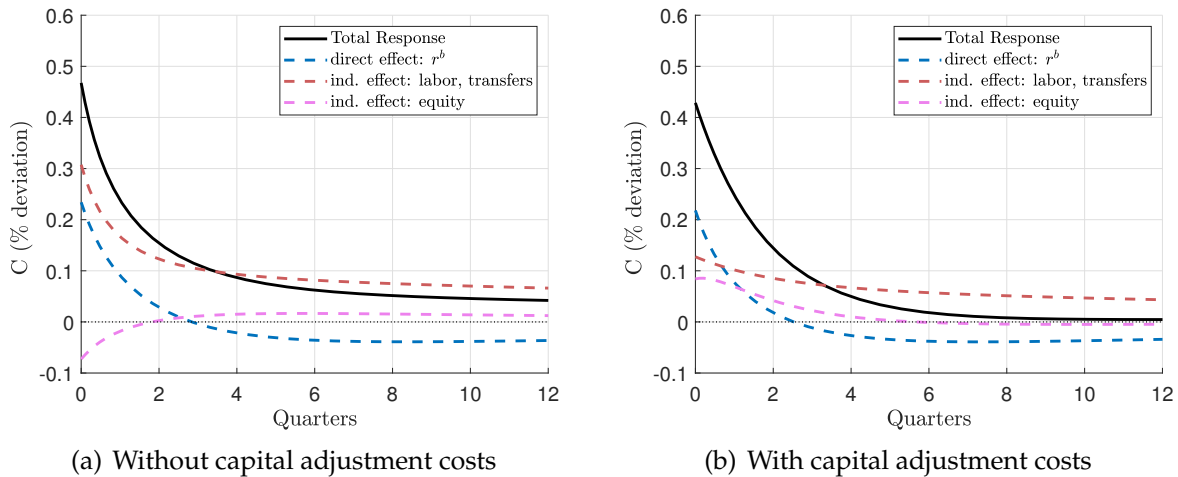 0.6
0.5
0.4
0.3
0.2
0.1
0
-0.1
C (% deviation)
Total Response
direct effect: r^b
ind. effect: labor, transfers
ind. effect: equity
0 2 4 6 8 10 12
Quarters
(a) Without capital adjustment costs
0.6
0.5
0.4
0.3
0.2
0.1
0
-0.1
C (% deviation)
Total Response
direct effect: r^b
ind. effect: labor, transfers
ind. effect: equity
0 2 4 6 8 10 12
Quarters
(b) With capital adjustment costs